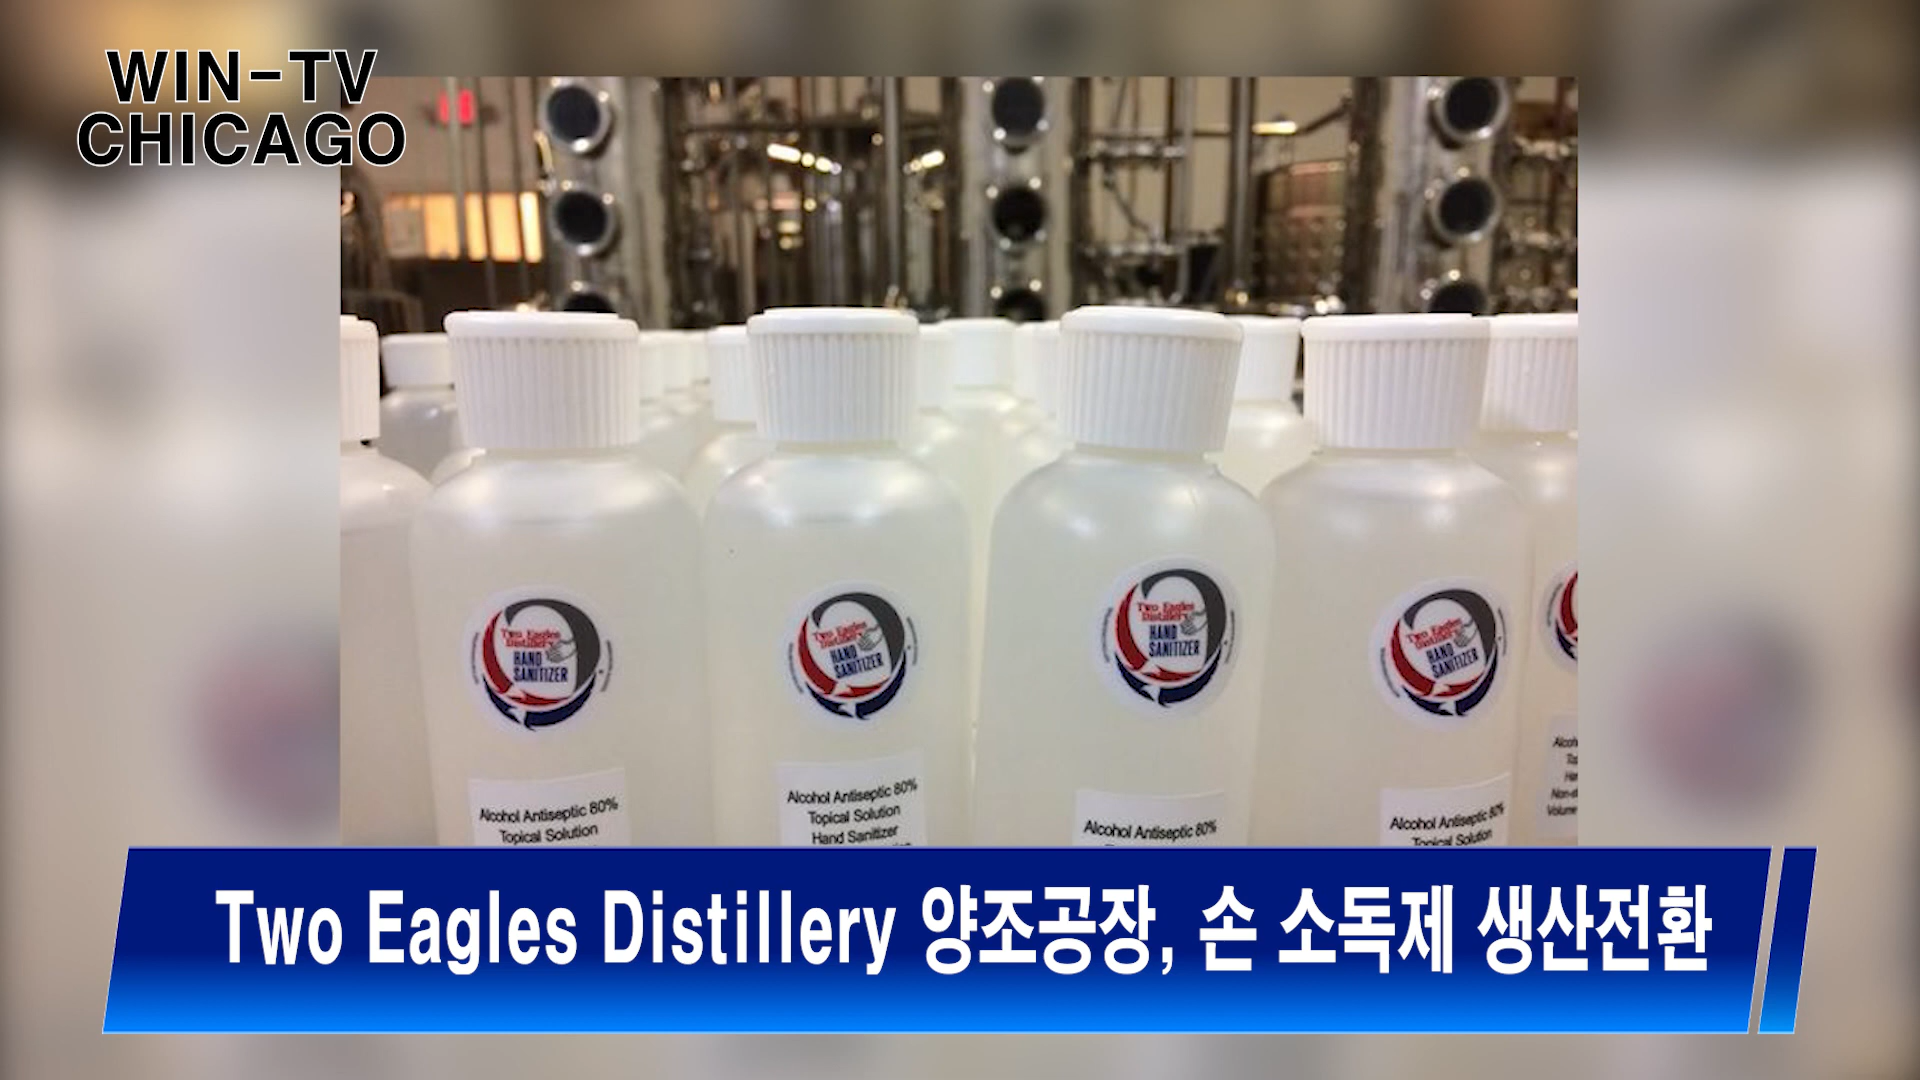 WIN-TV
CHICAGO
Two Eagles
Distillery
HAND
SANITIZER
Two Eagles
Distillery
HAND
SANITIZER
Two Eagles
Distillery
HAND
SANITIZER
Two Eagles
Distillery
HAND
SANITIZER
Alcohol Antiseptic 80%
Topical Solution
Alcohol Antiseptic 80%
Topical Solution
Hand Sanitizer
Alcohol Antiseptic 80%
Alcohol Antiseptic 80%
Topical Solution
Volume
Two Eagles Distillery 양조공장, 손 소독제 생산전환